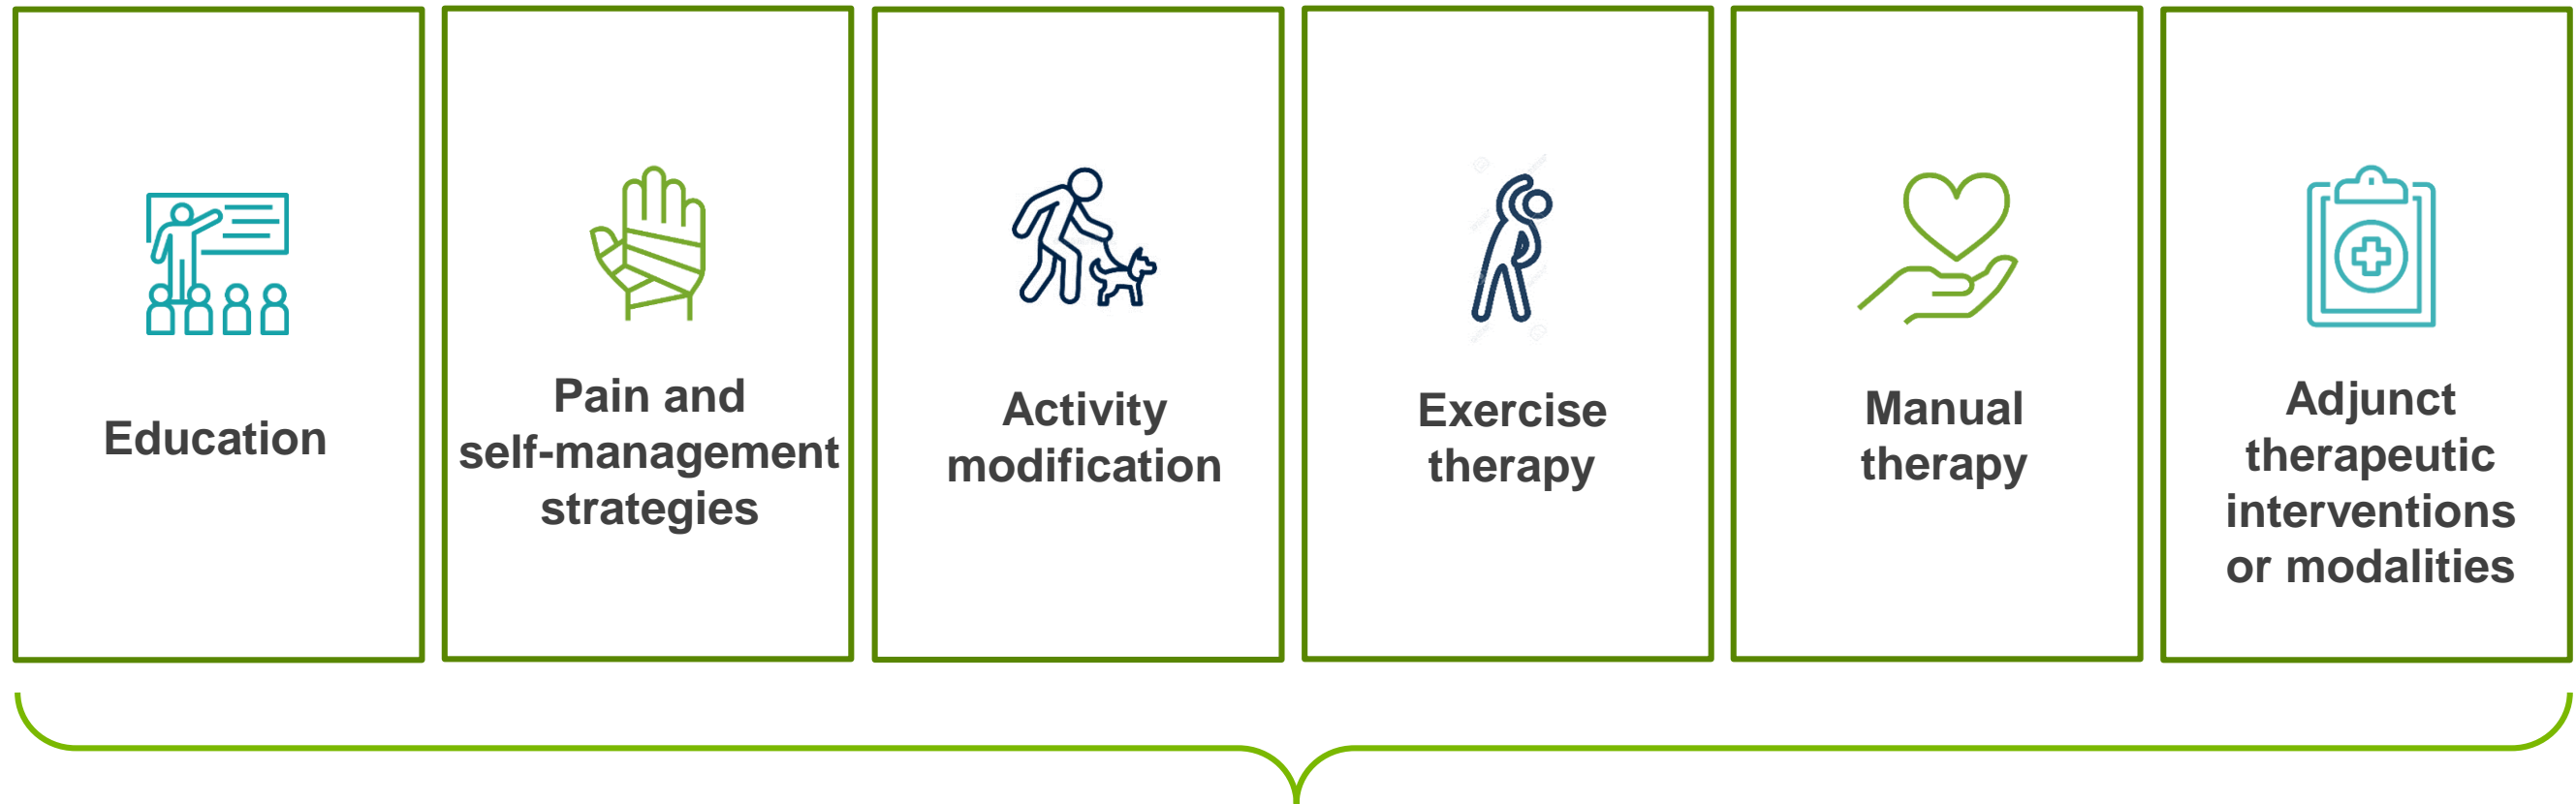 Education
Pain and
self-management
strategies
Activity
modification
Exercise
therapy
Manual
therapy
Adjunct
therapeutic
interventions
or modalities